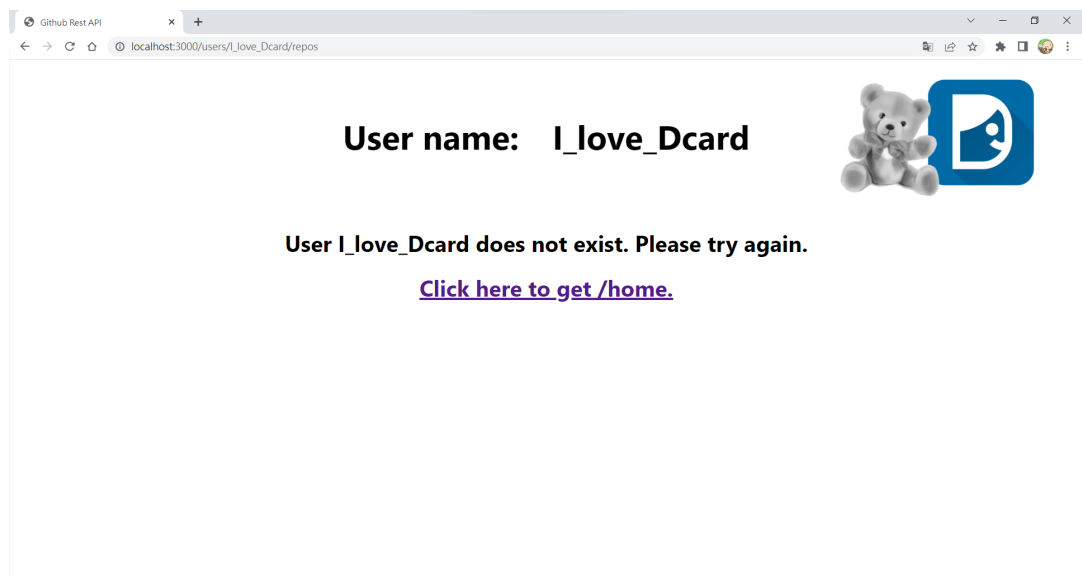 Github Rest API
localhost:3000/users/I_love_Dcard/repos
User name: I_love_Dcard
User I_love_Dcard does not exist. Please try again.
Click here to get /home.